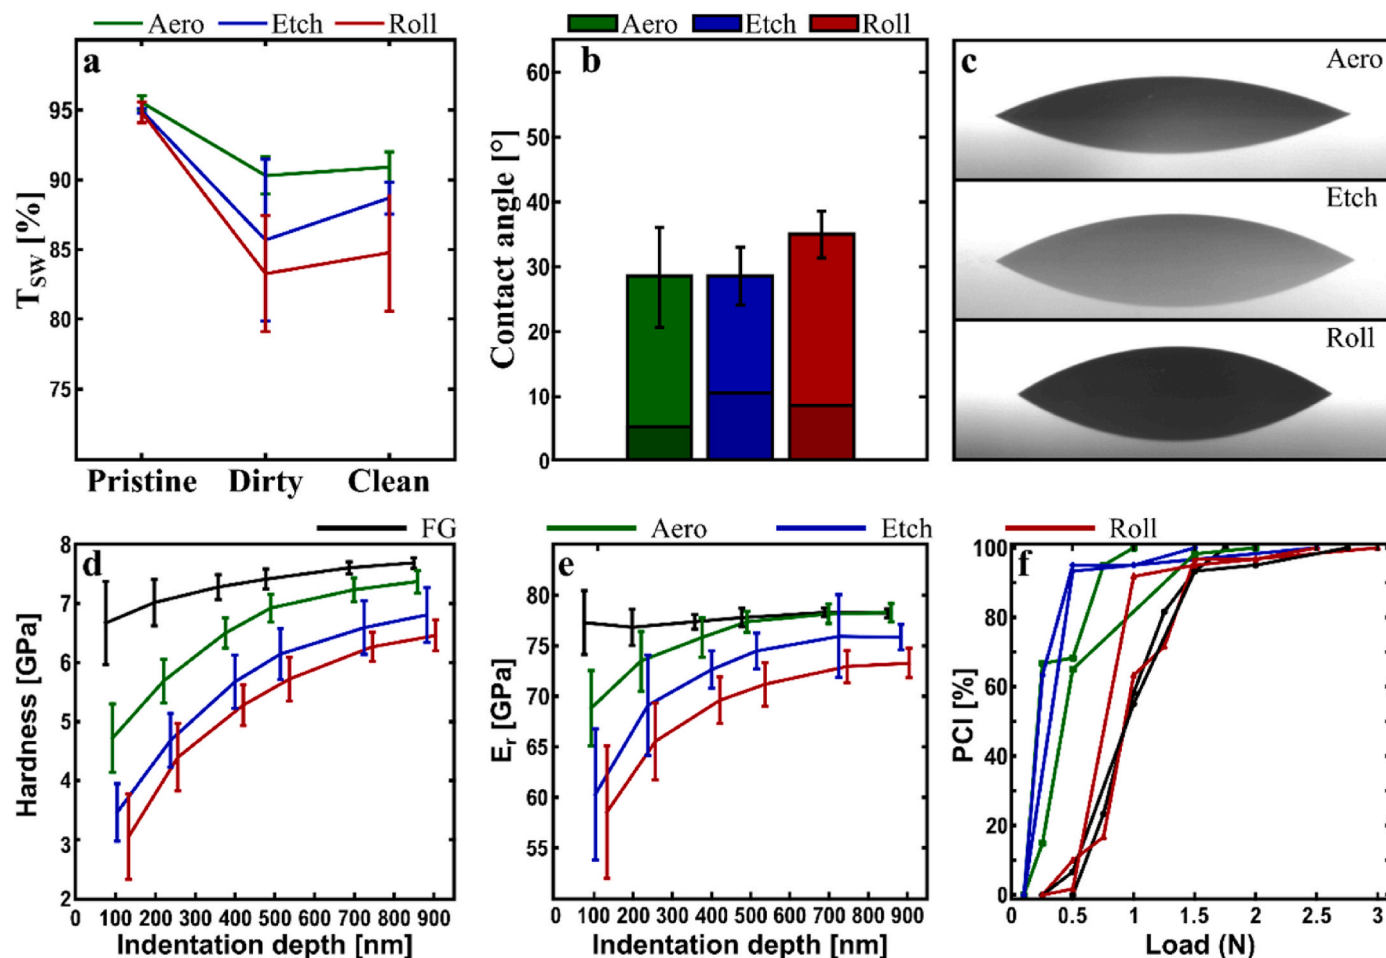 Aero Etch Roll
a
95
90
85
80
75
T_SW [%]
Pristine Dirty Clean
Aero Etch Roll
b
60
50
40
30
20
10
0
Contact angle [°]
c
Aero
Etch
Roll
FG Aero Etch Roll
d
8
7
6
5
4
3
2
Hardness [GPa]
0 100 200 300 400 500 600 700 800 900
Indentation depth [nm]
e
80
75
70
65
60
55
E_r [GPa]
0 100 200 300 400 500 600 700 800 900
Indentation depth [nm]
f
100
80
60
40
20
0
PCI [%]
0 0.5 1 1.5 2 2.5 3
Load (N)